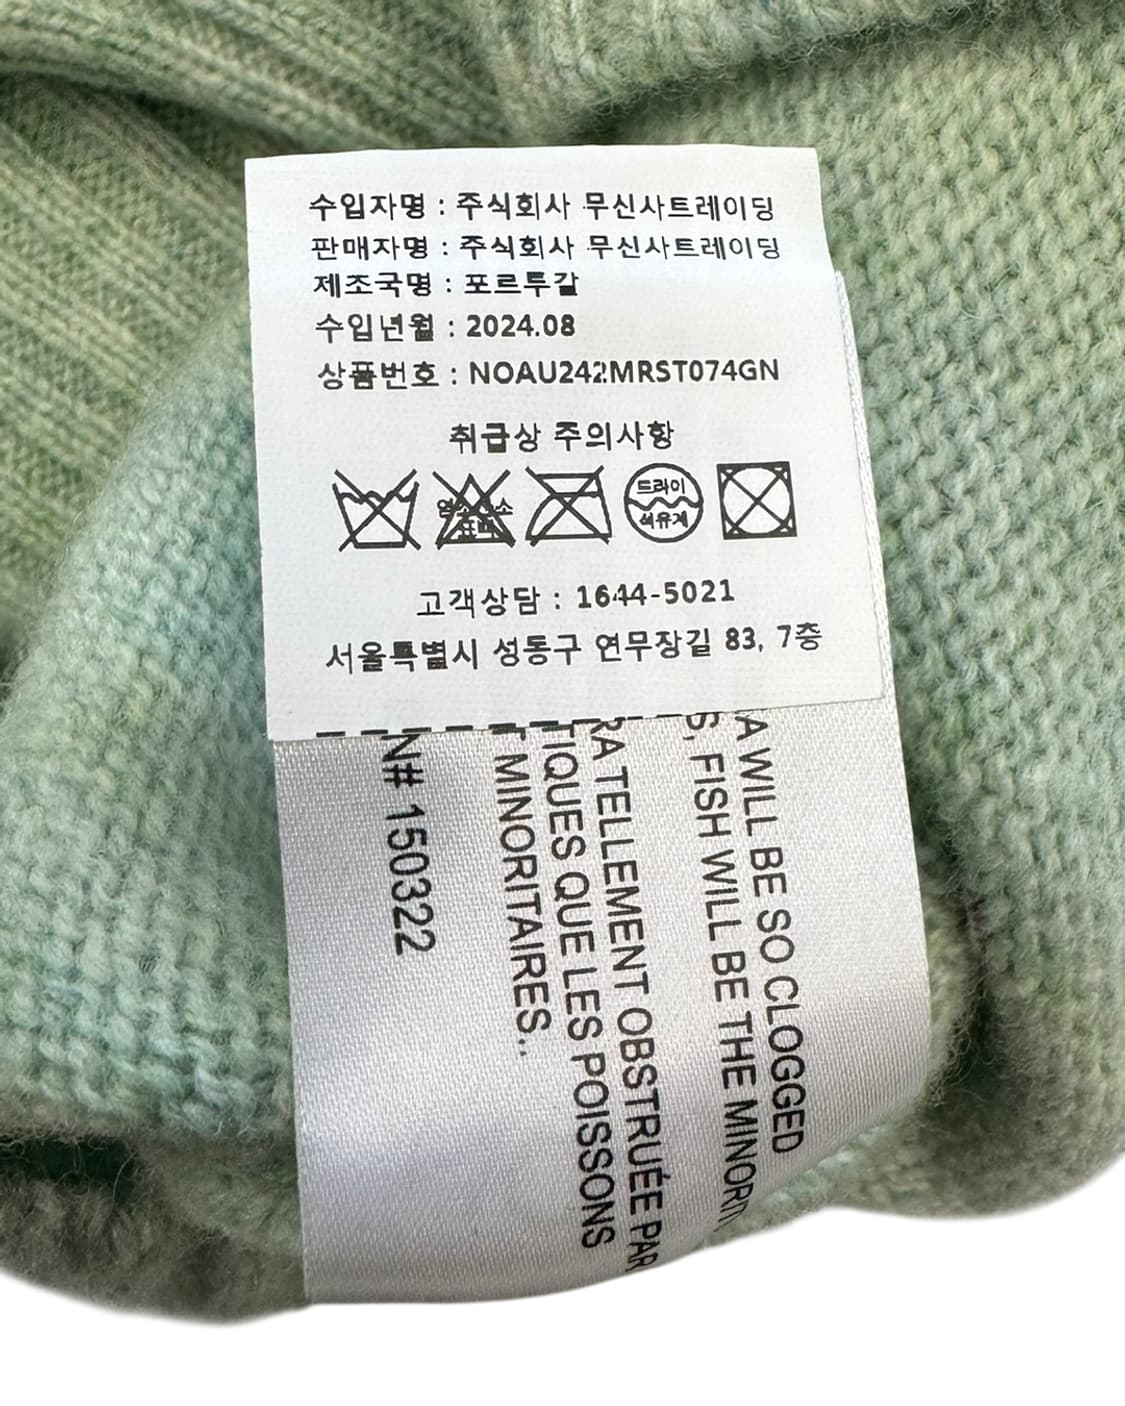 수입자명 : 주식회사 무신사트레이딩
판매자명 : 주식회사 무신사트레이딩
제조국명 : 포르투갈
수입년월 : 2024.08
상품번호 : NOAU242MRST074GN
취급상 주의사항
드라이
석유계
고객상담 : 1644-5021
서울특별시 성동구 연무장길 83, 7층
A WILL BE SO CLOGGED
S, FISH WILL BE THE MINORIT
RA TELLEMENT OBSTRUÉE PAR
TIQUES QUE LES POISSONS
T MINORITAIRES..
N# 150322